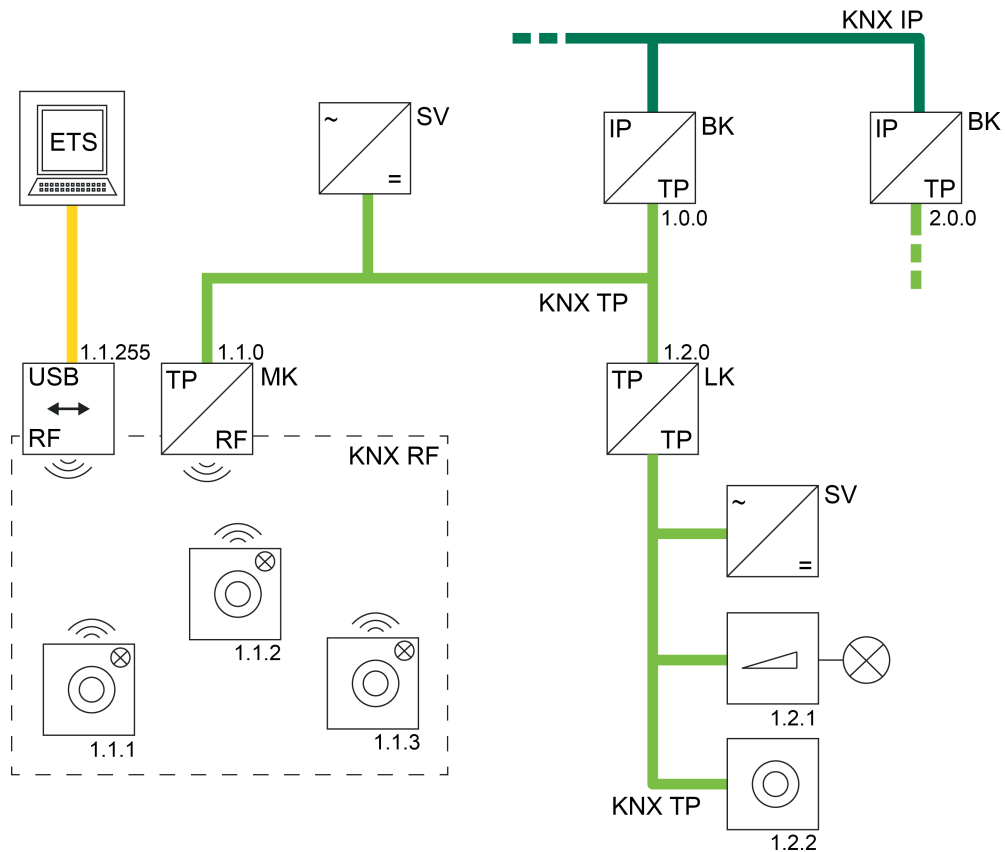 KNX IP
ETS
~
SV
=
IP
BK
TP
1.0.0
IP
BK
TP
2.0.0
KNX TP
1.1.255
USB
RF
1.1.0
TP
MK
RF
KNX RF
1.2.0
TP
LK
TP
~
SV
=
1.1.1
1.1.2
1.1.3
1.2.1
KNX TP
1.2.2